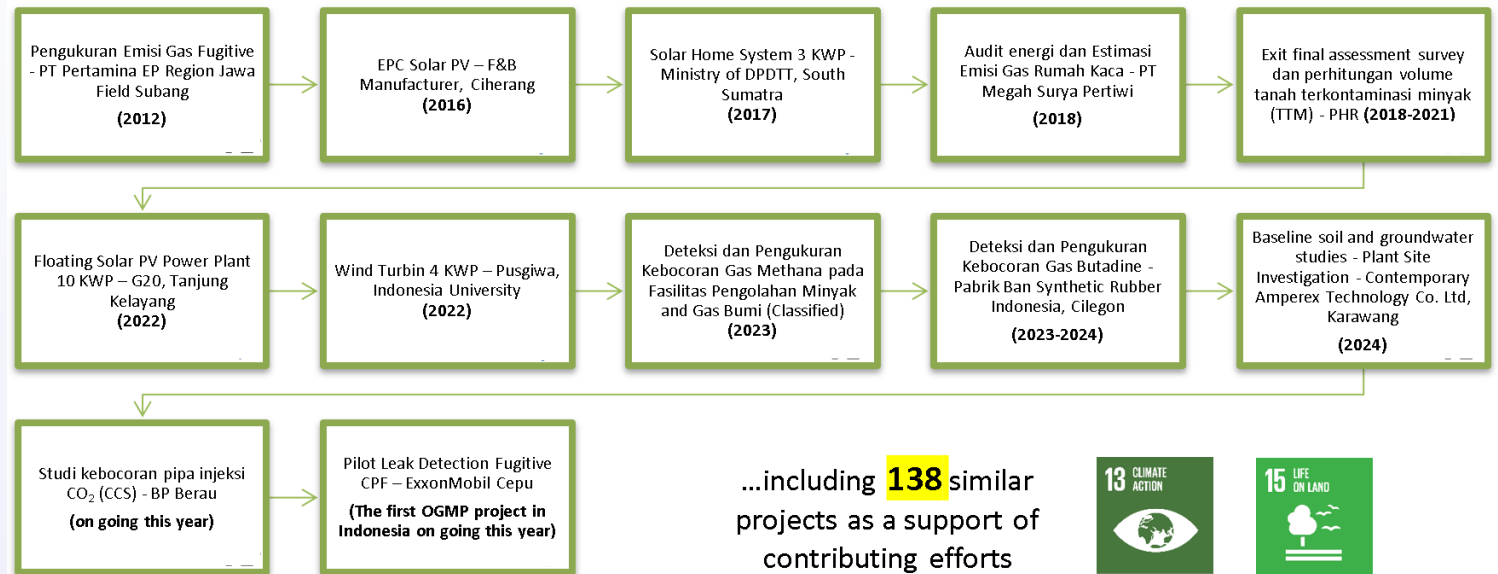 Pengukuran Emisi Gas Fugitive
- PT Pertamina EP Region Jawa
Field Subang
(2012)
EPC Solar PV – F&B
Manufacturer, Ciherang
(2016)
Solar Home System 3 KWP -
Ministry of DPDTT, South
Sumatra
(2017)
Audit energi dan Estimasi
Emisi Gas Rumah Kaca - PT
Megah Surya Pertiwi
(2018)
Exit final assessment survey
dan perhitungan volume
tanah terkontaminasi minyak
(TTM) - PHR (2018-2021)
Floating Solar PV Power Plant
10 KWP – G20, Tanjung
Kelayang
(2022)
Wind Turbin 4 KWP – Pusgiwa,
Indonesia University
(2022)
Deteksi dan Pengukuran
Kebocoran Gas Methana pada
Fasilitas Pengolahan Minyak
and Gas Bumi (Classified)
(2023)
Deteksi dan Pengukuran
Kebocoran Gas Butadine -
Pabrik Ban Synthetic Rubber
Indonesia, Cilegon
(2023-2024)
Baseline soil and groundwater
studies - Plant Site
Investigation - Contemporary
Amperex Technology Co. Ltd,
Karawang
(2024)
Studi kebocoran pipa injeksi
CO₂ (CCS) - BP Berau
(on going this year)
Pilot Leak Detection Fugitive
CPF – ExxonMobil Cepu
(The first OGMP project in
Indonesia on going this year)
...including 138 similar
projects as a support of
contributing efforts
13 CLIMATE
ACTION
15 LIFE
ON LAND